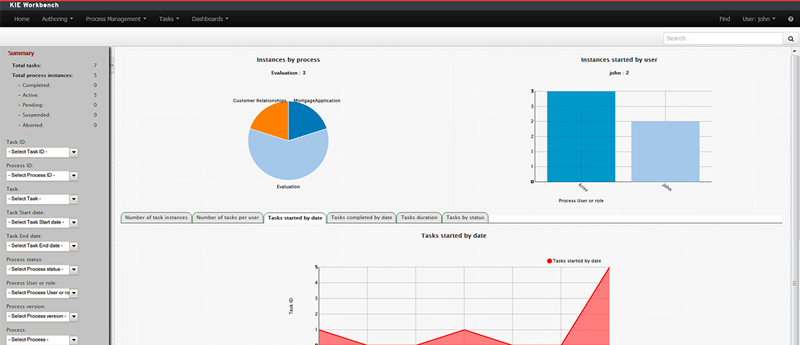 KIE Workbench
Home Authoring Process Management Tasks Dashboards Find User: john
Search...
Summary
Total tasks: 7
Total process instances: 5
- Completed: 0
- Active: 5
- Pending: 0
- Suspended: 0
- Aborted: 0
Task ID:
- Select Task ID -
Process ID:
- Select Process ID -
Task:
- Select Task -
Task Start date:
- Select Task Start date -
Task End date:
- Select Task End date -
Process status:
- Select Process status -
Process User or role:
- Select Process User or ro
Process version:
- Select Process version -
Process:
- Select Process -
Instances by process
Evaluation : 3
Customer Relationships MortgageApplication
Evaluation
Instances started by user
john : 2
3
3
2
2
1
1
0
john
Process User or role
Number of task instances Number of tasks per user Tasks started by date Tasks completed by date Tasks duration Tasks by status
Tasks started by date
Tasks started by date
Task ID
5
4
3
2
1
0